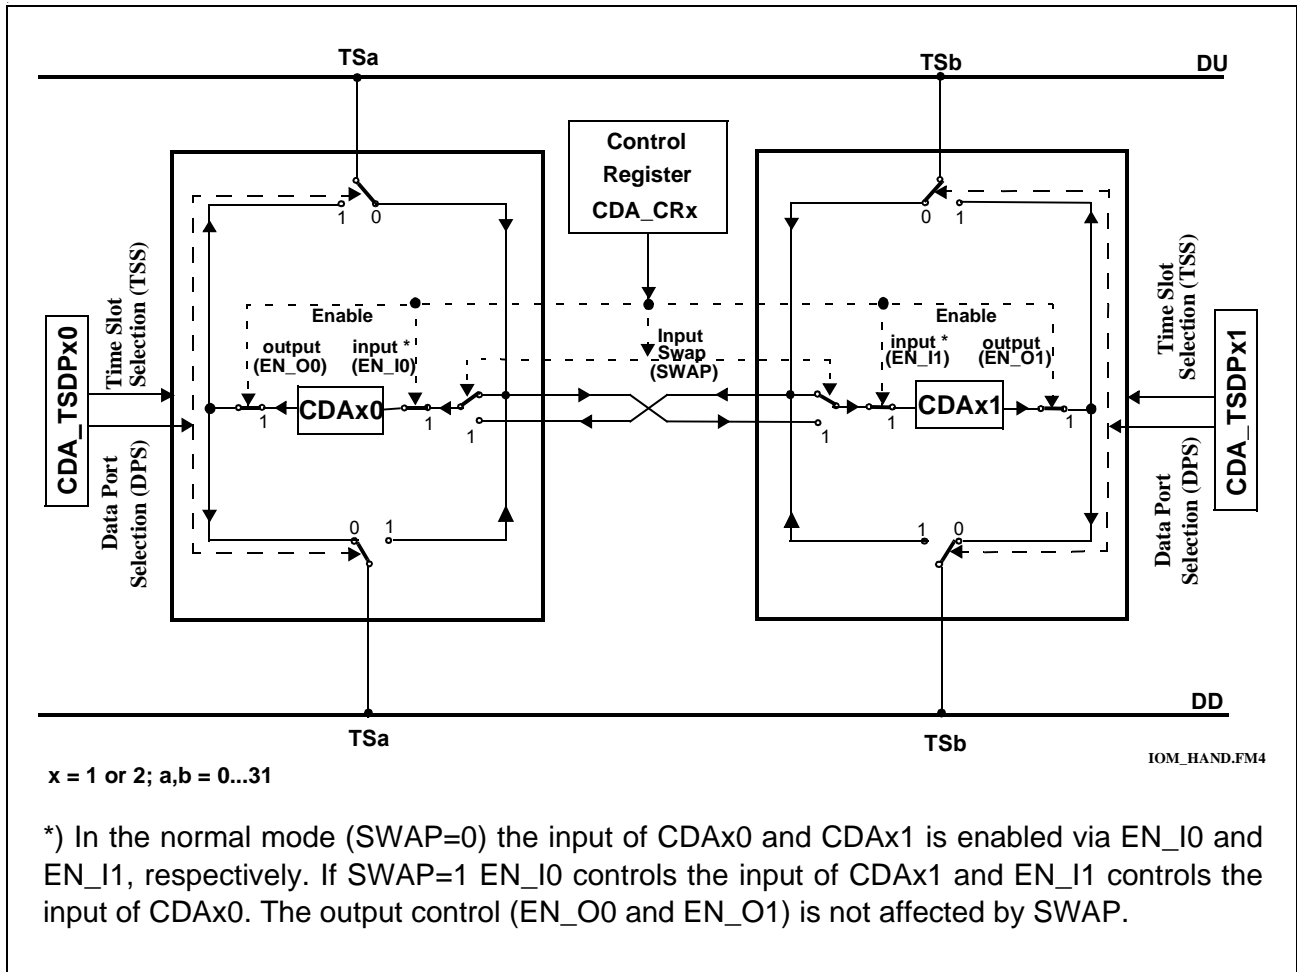 TSa
TSb
DU
Control
Register
CDA_CRx
1
0
0
1
Time Slot
Selection (TSS)
Time Slot
Selection (TSS)
Enable
Enable
output
(EN_O0)
input *
(EN_I0)
Input
Swap
(SWAP)
input *
(EN_I1)
output
(EN_O1)
CDA_TSDPx0
CDAx0
CDAx1
CDA_TSDPx1
1
1
1
1
1
1
Data Port
Selection (DPS)
Data Port
Selection (DPS)
0
1
1
0
DD
TSa
TSb
IOM_HAND.FM4
x = 1 or 2; a,b = 0...31
*) In the normal mode (SWAP=0) the input of CDAx0 and CDAx1 is enabled via EN_I0 and
EN_I1, respectively. If SWAP=1 EN_I0 controls the input of CDAx1 and EN_I1 controls the
input of CDAx0. The output control (EN_O0 and EN_O1) is not affected by SWAP.